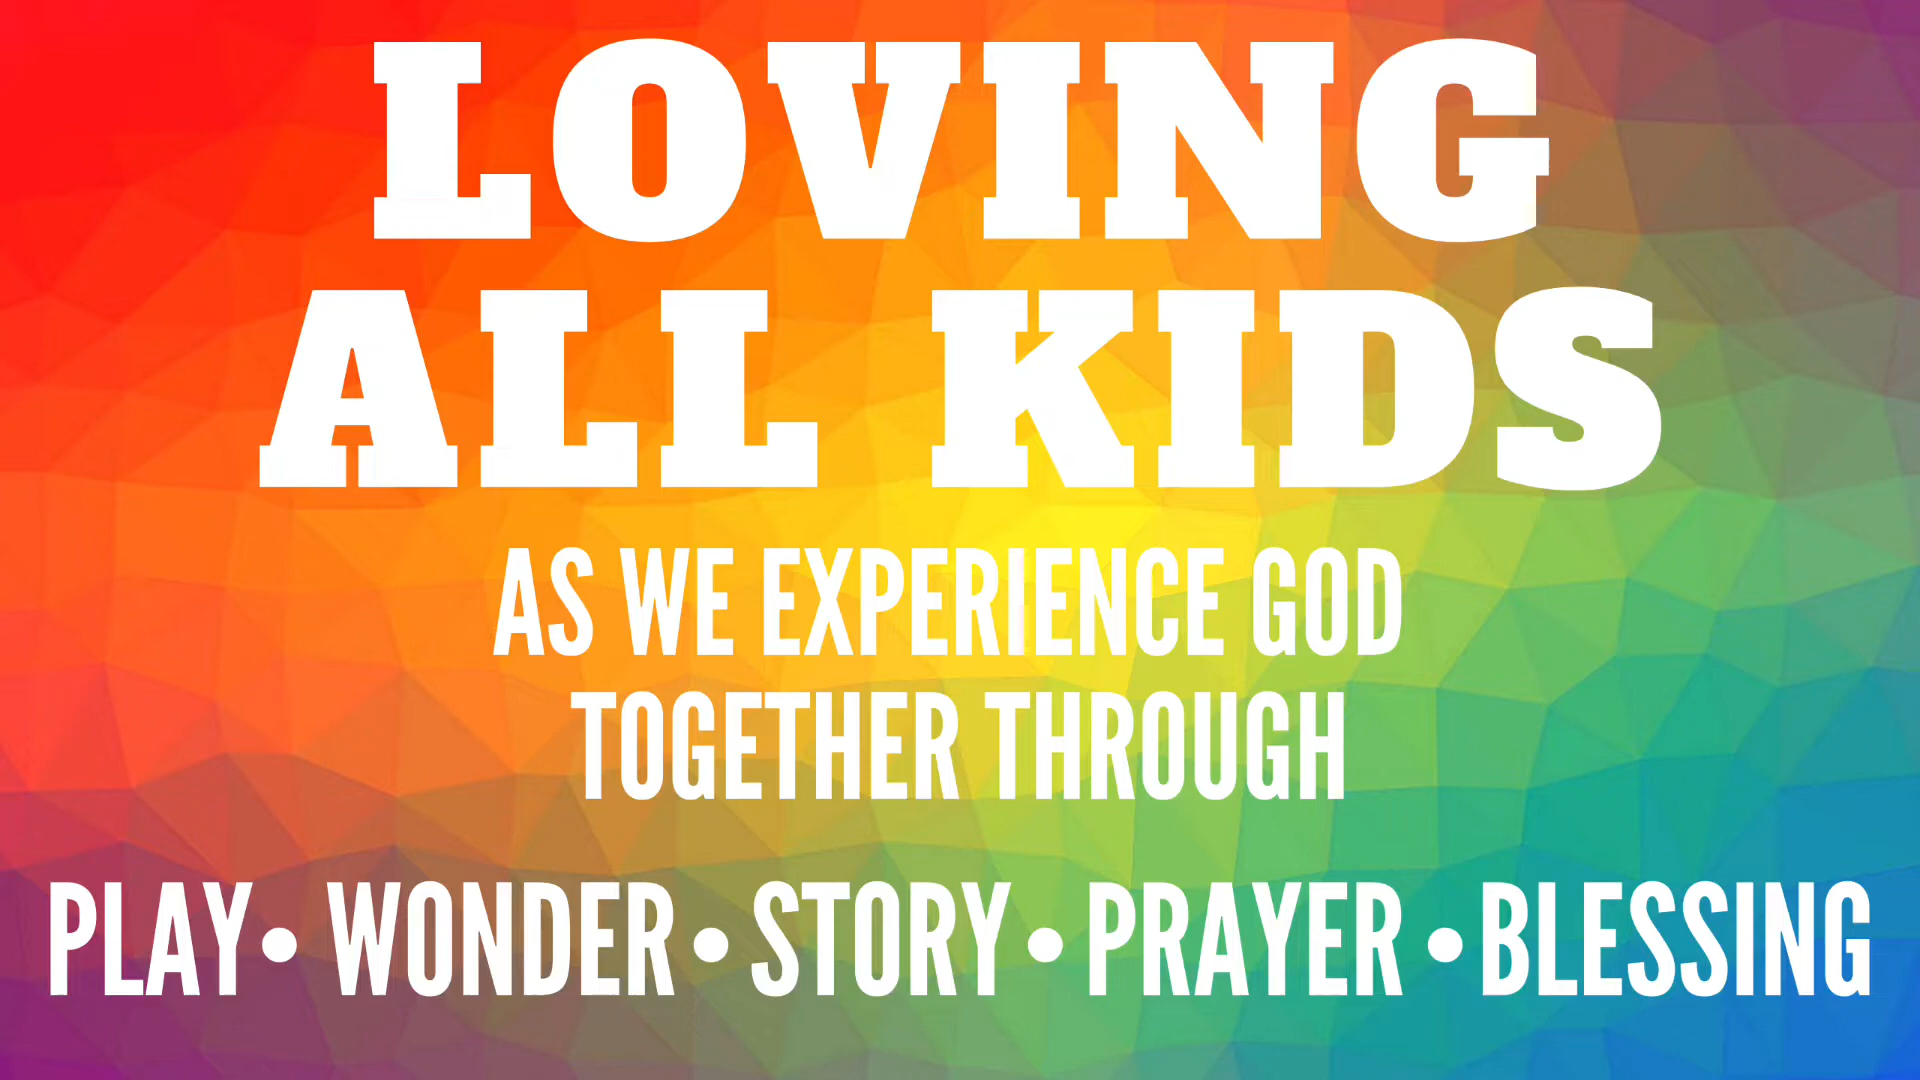 LOVING
ALL KIDS
AS WE EXPERIENCE GOD
TOGETHER THROUGH
PLAY• WONDER • STORY • PRAYER • BLESSING